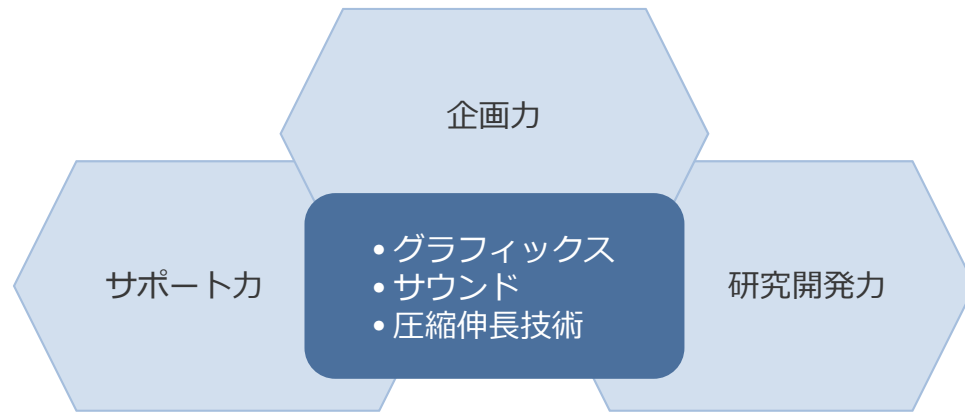 企画力
サポート力
• グラフィックス
• サウンド
• 圧縮伸長技術
研究開発力